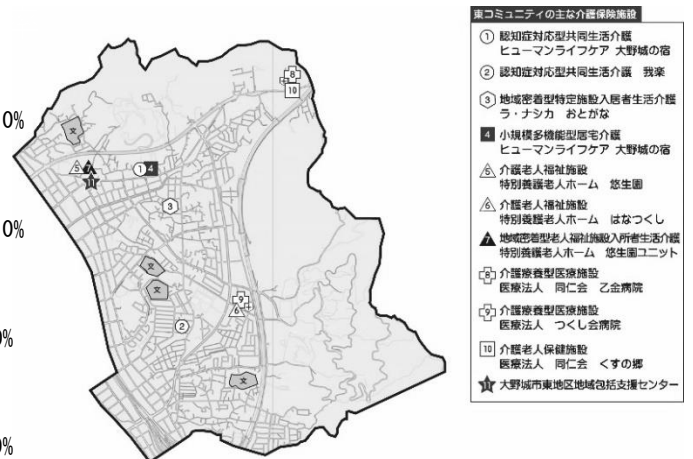 東コミュニティの主な介護保険施設
① 認知症対応型共同生活介護
ヒューマンライフケア 大野城の宿
② 認知症対応型共同生活介護 我楽
3 地域密着型特定施設入居者生活介護
ラ・ナシカ おとがな
4 小規模多機能型居宅介護
ヒューマンライフケア 大野城の宿
5 介護老人福祉施設
特別養護老人ホーム 悠生園
6 介護老人福祉施設
特別養護老人ホーム はなつくし
7 地域密着型老人福祉施設入所者生活介護
特別養護老人ホーム 悠生園ユニット
8 介護療養型医療施設
医療法人 同仁会 乙金病院
9 介護療養型医療施設
医療法人 つくし会病院
10 介護老人保健施設
医療法人 同仁会 くすの郷
11 大野城市東地区地域包括支援センター
8
10
0%
文
5
7
1
4
11
3
0%
文
文
9
6
2
0%
文
0%